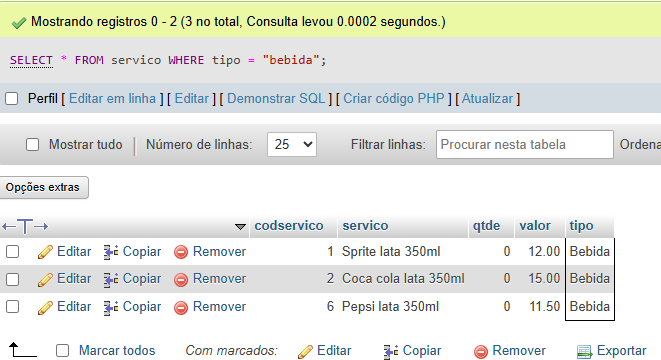 Mostrando registros 0 - 2 (3 no total, Consulta levou 0.0002 segundos.)
SELECT * FROM servico WHERE tipo = "bebida";
Perfil [ Editar em linha ] [ Editar ] [ Demonstrar SQL ] [ Criar código PHP ] [ Atualizar ]
Mostrar tudo Número de linhas: 25 Filtrar linhas: Procurar nesta tabela Ordena
Opções extras
codservico servico qtde valor tipo
Editar Copiar Remover 1 Sprite lata 350ml 0 12.00 Bebida
Editar Copiar Remover 2 Coca cola lata 350ml 0 15.00 Bebida
Editar Copiar Remover 6 Pepsi lata 350ml 0 11.50 Bebida
Marcar todos Com marcados: Editar Copiar Remover Exportar